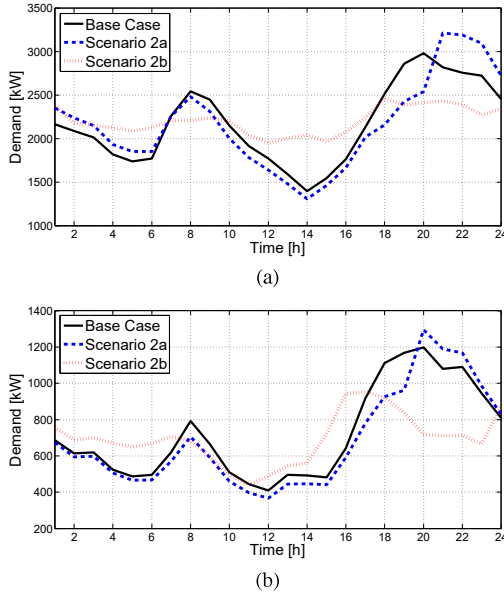 3500
3000
2500
2000
1500
1000
Demand [kW]
Base Case
Scenario 2a
Scenario 2b
2 4 6 8 10 12 14 16 18 20 22 24
Time [h]
(a)
1400
1200
1000
800
600
400
200
Demand [kW]
Base Case
Scenario 2a
Scenario 2b
2 4 6 8 10 12 14 16 18 20 22 24
Time [h]
(b)